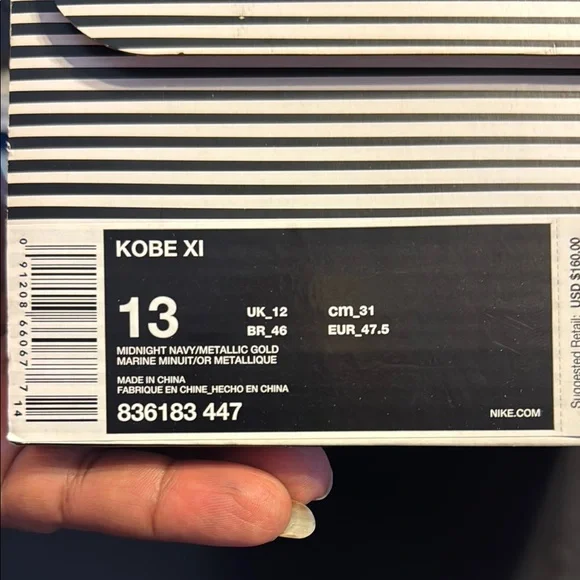 KOBE XI
13
UK_12 cm_31
BR_46 EUR_47.5
MIDNIGHT NAVY/METALLIC GOLD
MARINE MINUIT/OR METALLIQUE
MADE IN CHINA
FABRIQUE EN CHINE_HECHO EN CHINA
836183 447
NIKE.COM
0 91208 66067 7 14
Suggested Retail: USD $160.00